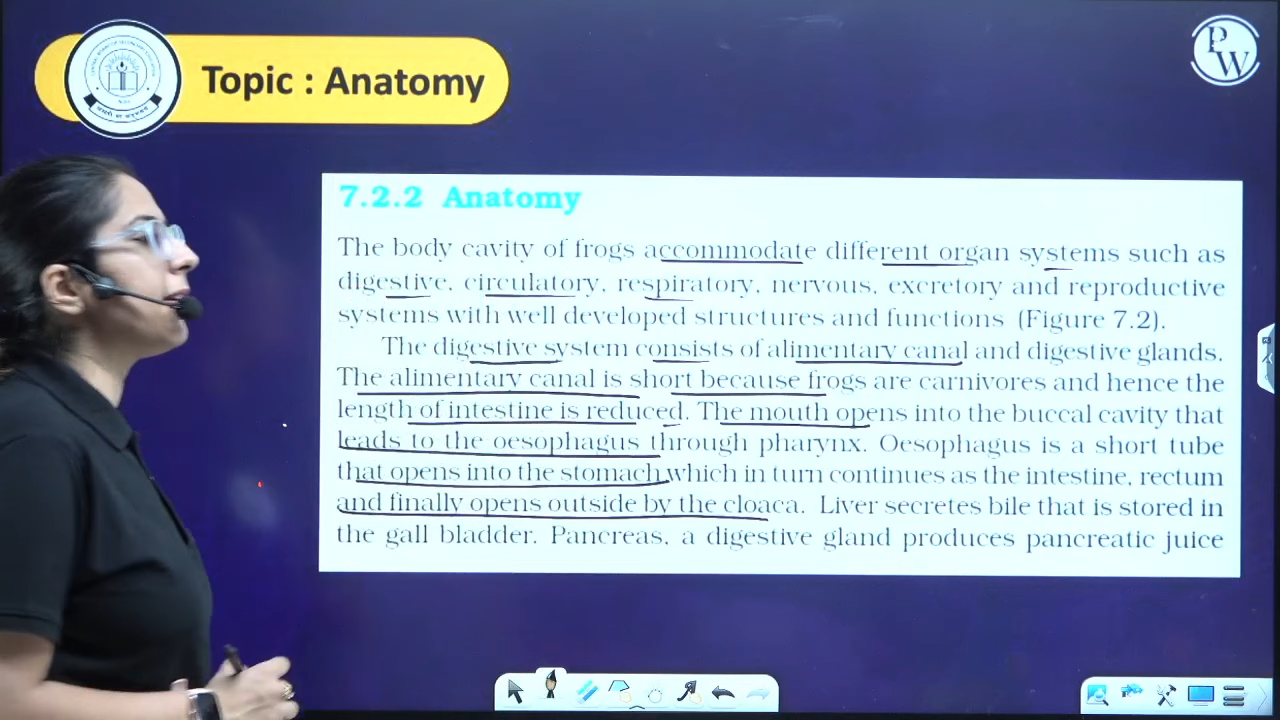 Topic : Anatomy
PW
7.2.2 Anatomy
The body cavity of frogs accommodate different organ systems such as
digestive, circulatory, respiratory, nervous, excretory and reproductive
systems with well developed structures and functions (Figure 7.2).
The digestive system consists of alimentary canal and digestive glands.
The alimentary canal is short because frogs are carnivores and hence the
length of intestine is reduced. The mouth opens into the buccal cavity that
leads to the oesophagus through pharynx. Oesophagus is a short tube
that opens into the stomach which in turn continues as the intestine, rectum
and finally opens outside by the cloaca. Liver secretes bile that is stored in
the gall bladder. Pancreas, a digestive gland produces pancreatic juice